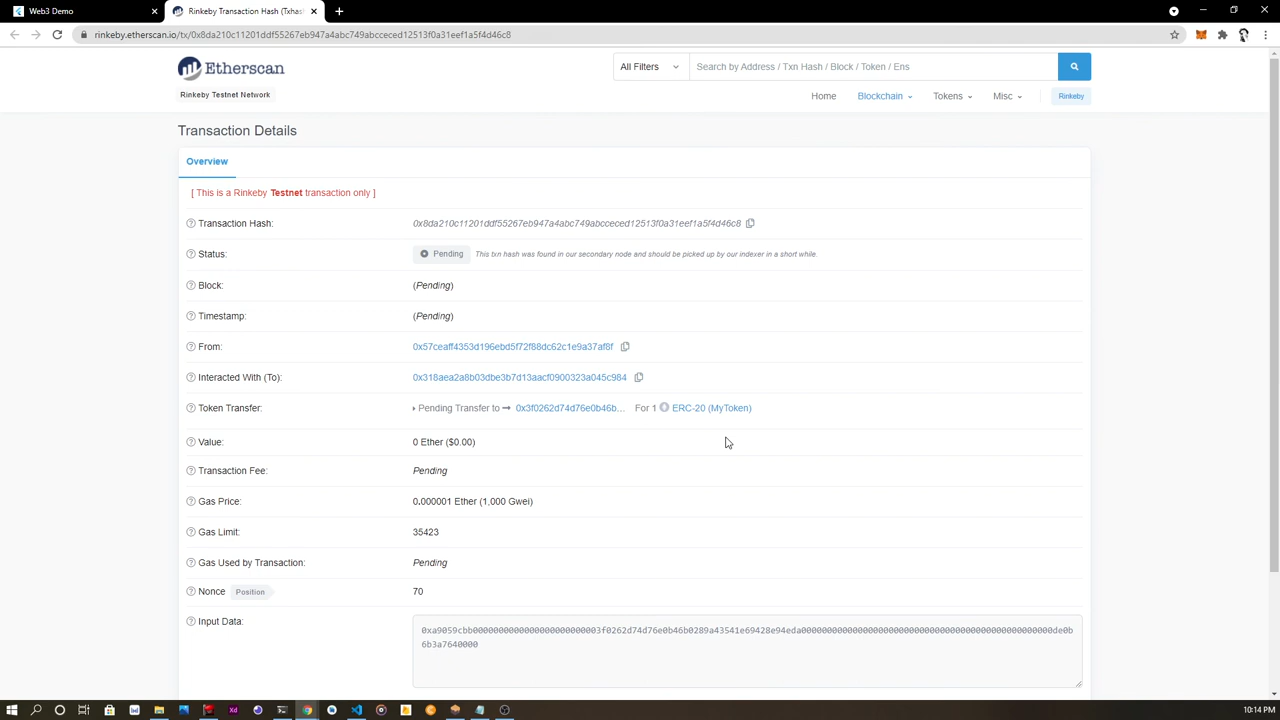 Web3 Demo
Rinkeby Transaction Hash (Txhas
rinkeby.etherscan.io/tx/0x8da210c11201ddf55267eb947a4abc749abcceced12513f0a31eef1a5f4d46c8
Etherscan
All Filters
Search by Address / Txn Hash / Block / Token / Ens
Rinkeby Testnet Network
Home
Blockchain
Tokens
Misc
Rinkeby
Transaction Details
Overview
[ This is a Rinkeby Testnet transaction only ]
Transaction Hash: 0x8da210c11201ddf55267eb947a4abc749abcceced12513f0a31eef1a5f4d46c8
Status: Pending This txn hash was found in our secondary node and should be picked up by our indexer in a short while.
Block: (Pending)
Timestamp: (Pending)
From: 0x57ceaff4353d196ebd5f72f88dc62c1e9a37af8f
Interacted With (To): 0x318aea2a8b03dbe3b7d13aacf0900323a045c984
Token Transfer: Pending Transfer to → 0x3f0262d74d76e0b46b... For 1 ERC-20 (MyToken)
Value: 0 Ether ($0.00)
Transaction Fee: Pending
Gas Price: 0.000001 Ether (1,000 Gwei)
Gas Limit: 35423
Gas Used by Transaction: Pending
Nonce Position 70
Input Data:
0xa9059cbb0000000000000000000000003f0262d74d76e0b46b0289a43541e69428e94eda0000000000000000000000000000000000000000000000000de0b
6b3a7640000
10:14 PM